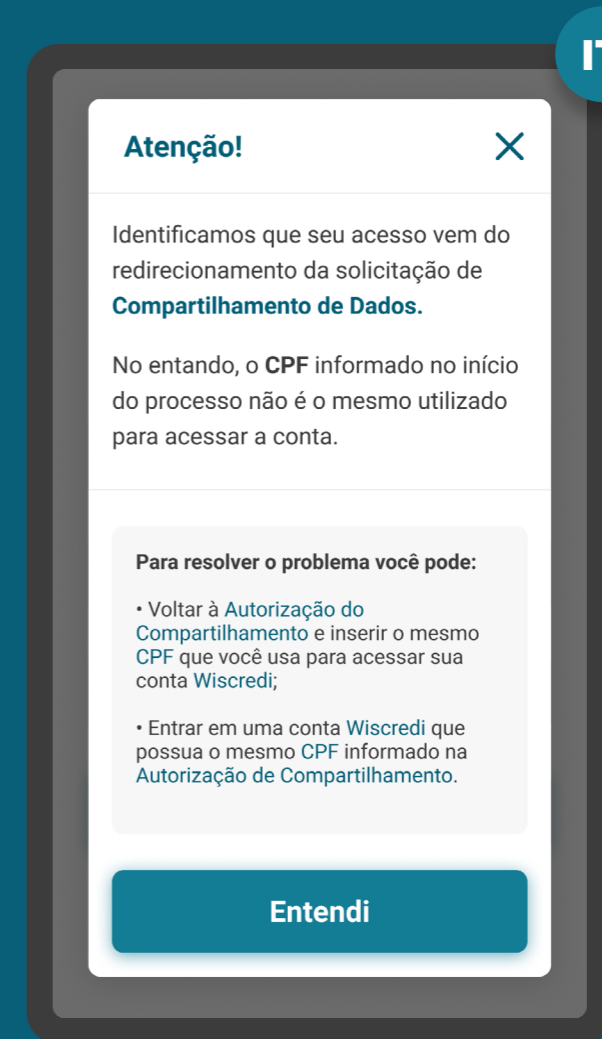 Atenção!
Identificamos que seu acesso vem do
redirecionamento da solicitação de
Compartilhamento de Dados.
No entando, o CPF informado no início
do processo não é o mesmo utilizado
para acessar a conta.
Para resolver o problema você pode:
• Voltar à Autorização do
Compartilhamento e inserir o mesmo
CPF que você usa para acessar sua
conta Wiscredi;
• Entrar em uma conta Wiscredi que
possua o mesmo CPF informado na
Autorização de Compartilhamento.
Entendi